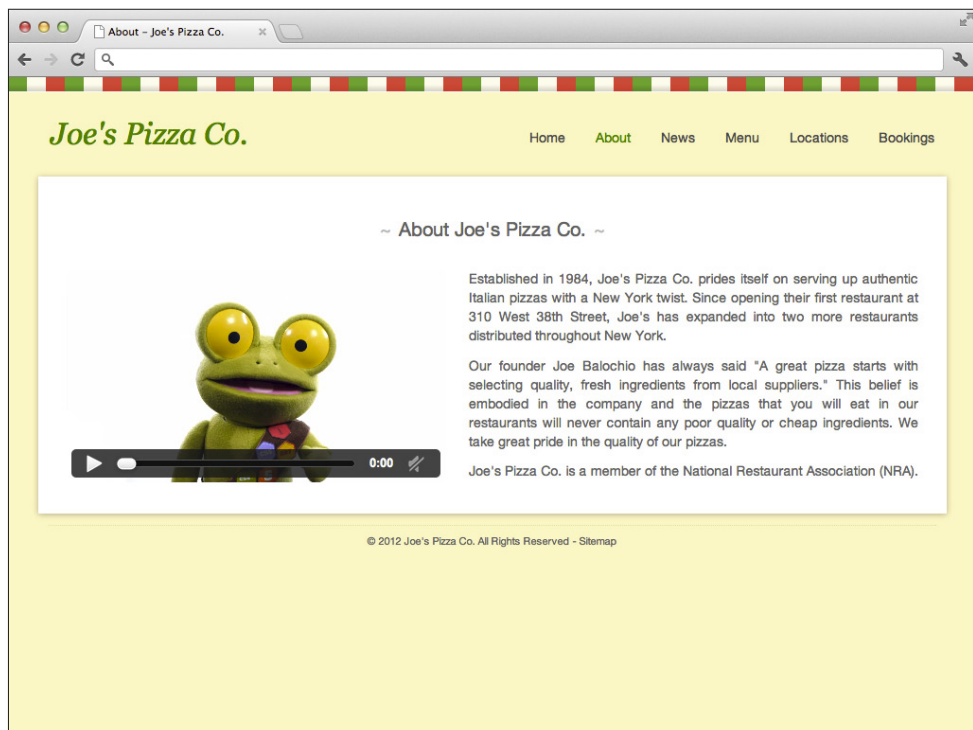 About – Joe's Pizza Co.
Joe's Pizza Co.
Home About News Menu Locations Bookings
~ About Joe's Pizza Co. ~
Established in 1984, Joe's Pizza Co. prides itself on serving up authentic
Italian pizzas with a New York twist. Since opening their first restaurant at
310 West 38th Street, Joe's has expanded into two more restaurants
distributed throughout New York.
Our founder Joe Balochio has always said "A great pizza starts with
selecting quality, fresh ingredients from local suppliers." This belief is
embodied in the company and the pizzas that you will eat in our
restaurants will never contain any poor quality or cheap ingredients. We
take great pride in the quality of our pizzas.
Joe's Pizza Co. is a member of the National Restaurant Association (NRA).
0:00
© 2012 Joe's Pizza Co. All Rights Reserved - Sitemap